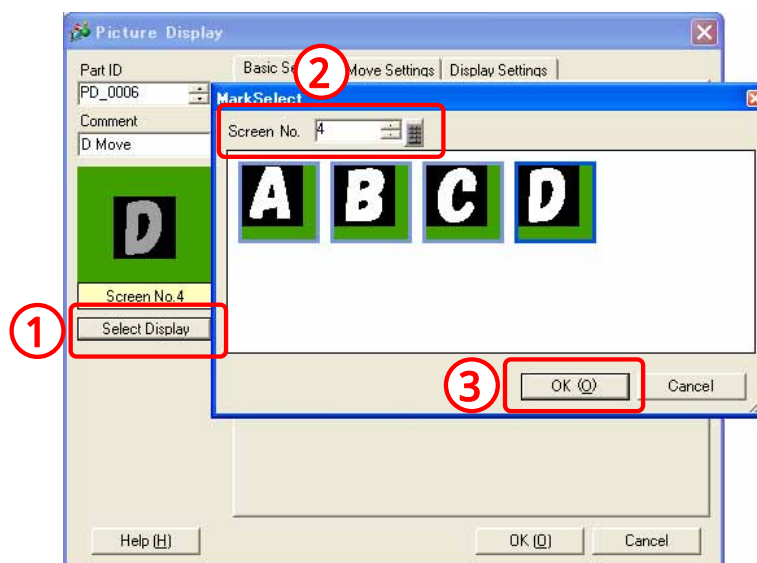 Picture Display
Part ID
PD_0006
Comment
D Move
D
Screen No.4
1
Select Display
Basic Se
2
Move Settings
Display Settings
MarkSelect
Screen No. 4
A B C D
3
OK (O)
Cancel
Help (H)
OK (O)
Cancel